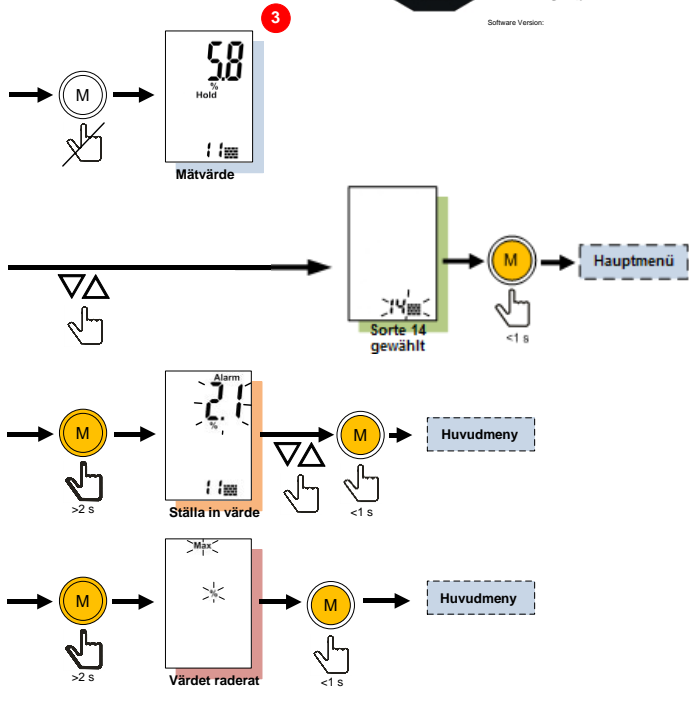 3
Software Version:
M
5.8
%
Hold
11
Mätvärde
14
Sorte 14
gewählt
M
<1 s
Hauptmenü
M
>2 s
Alarm
2.1
%
11
Ställa in värde
M
<1 s
Huvudmeny
M
>2 s
Max
%
Värdet raderat
M
<1 s
Huvudmeny